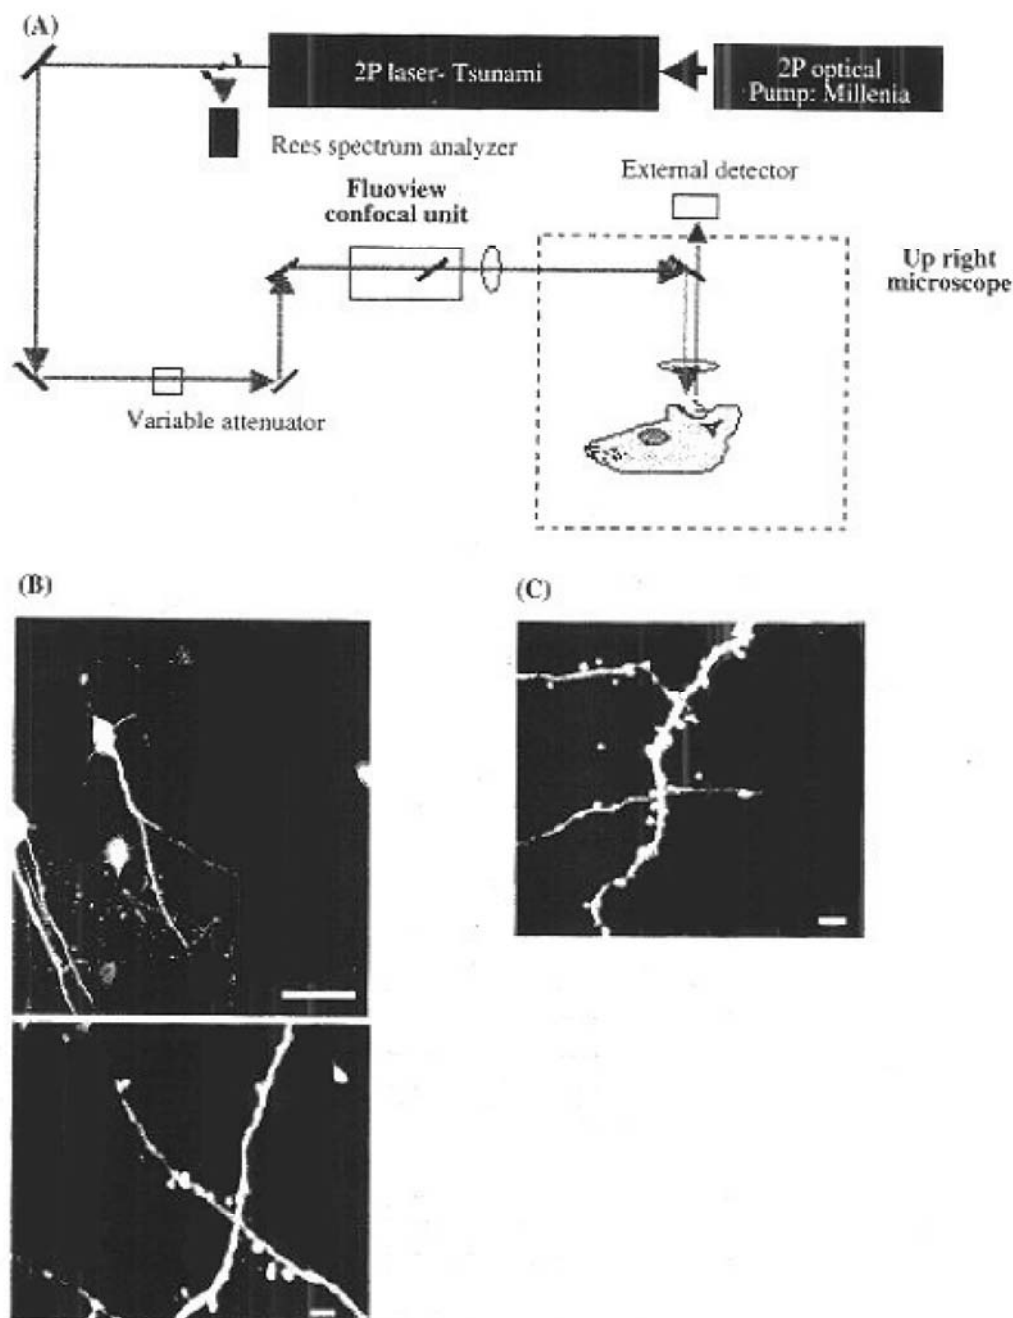 (A)
2P laser- Tsunami
2P optical
Pump: Millenia
Rees spectrum analyzer
External detector
Fluoview
confocal unit
Up right
microscope
Variable attenuator
(B)
(C)